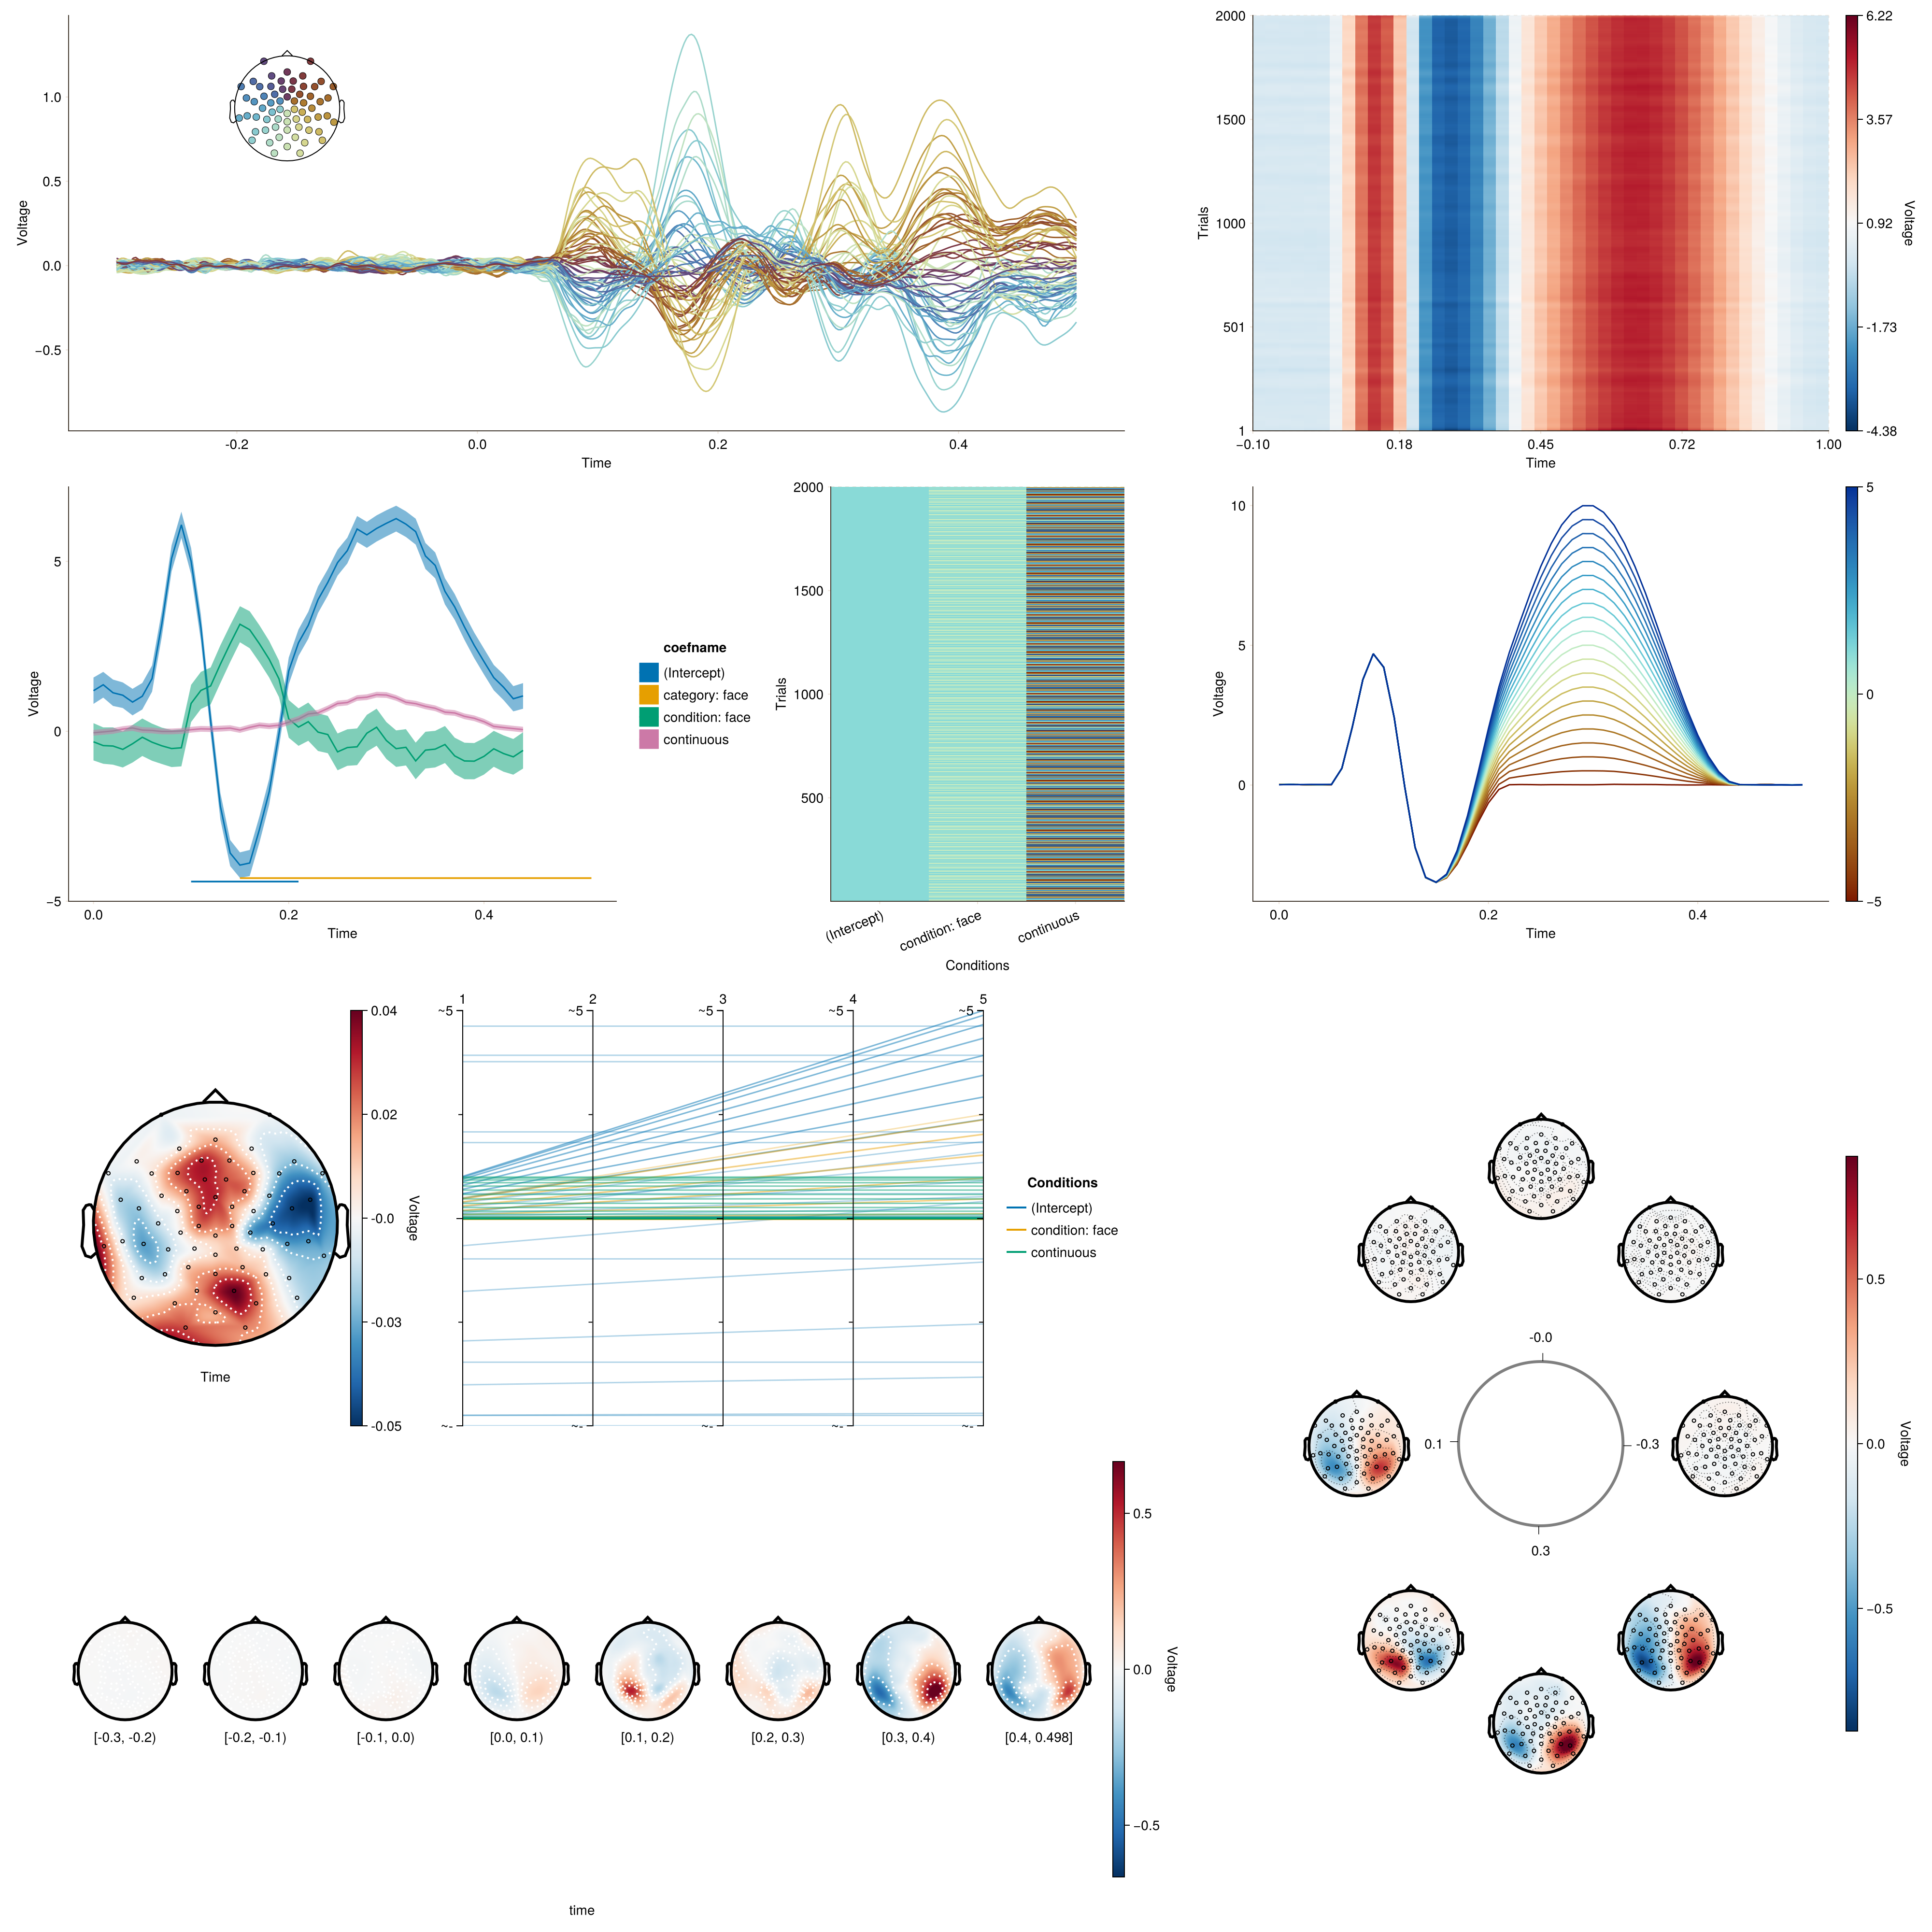 Voltage
1.0
0.5
0.0
−0.5
-0.2
0.0
0.2
0.4
Time
Trials
2000
1500
1000
501
1
−0.10
0.18
0.45
0.72
1.00
Time
6.22
3.57
0.92
-1.73
-4.38
Voltage
Voltage
5
0
−5
0.0
0.2
0.4
Time
coefname
(Intercept)
category: face
condition: face
continuous
Trials
2000
1500
1000
500
(Intercept)
condition: face
continuous
Conditions
Voltage
10
5
0
0.0
0.2
0.4
Time
5
0
−5
Time
0.04
0.02
-0.0
-0.03
-0.05
Voltage
1
2
3
4
5
~5
~5
~5
~5
~5
~-
~-
~-
~-
~-
Conditions
(Intercept)
condition: face
continuous
-0.0
0.1
-0.3
0.3
0.5
0.0
−0.5
Voltage
[-0.3, -0.2)
[-0.2, -0.1)
[-0.1, 0.0)
[0.0, 0.1)
[0.1, 0.2)
[0.2, 0.3)
[0.3, 0.4)
[0.4, 0.498]
time
0.5
0.0
−0.5
Voltage